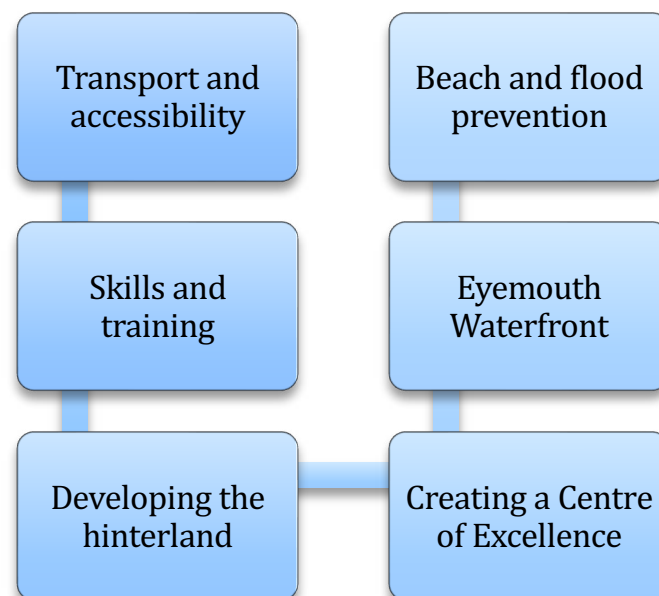 Transport and
accessibility
Skills and
training
Developing the
hinterland
Creating a Centre
of Excellence
Eyemouth
Waterfront
Beach and flood
prevention